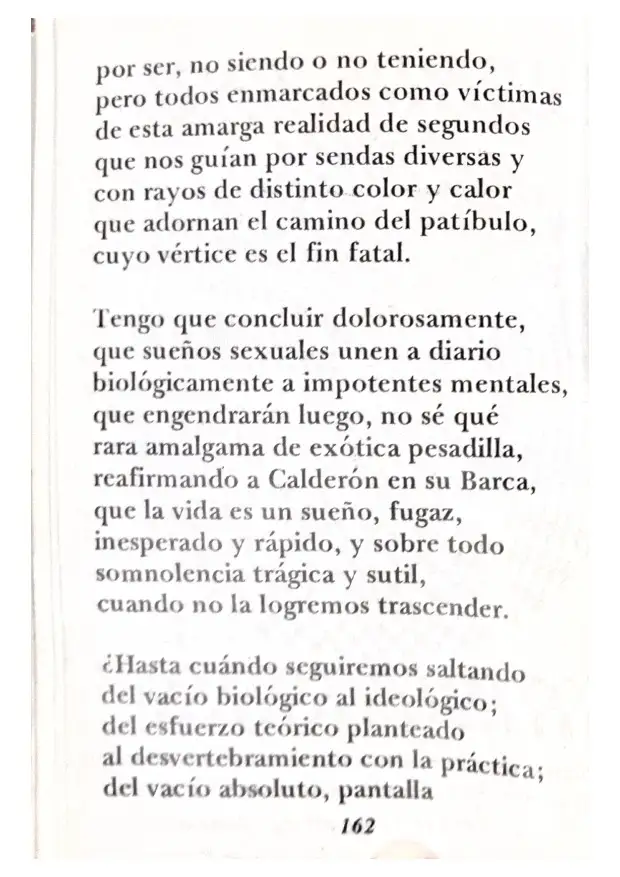 por ser, no siendo o no teniendo,
pero todos enmarcados como víctimas
de esta amarga realidad de segundos
que nos guían por sendas diversas y
con rayos de distinto color y calor
que adornan el camino del patíbulo,
cuyo vértice es el fin fatal.
Tengo que concluir dolorosamente,
que sueños sexuales unen a diario
biológicamente a impotentes mentales,
que engendrarán luego, no sé qué
rara amalgama de exótica pesadilla,
reafirmando a Calderón en su Barca,
que la vida es un sueño, fugaz,
inesperado y rápido, y sobre todo
somnolencia trágica y sutil,
cuando no la logremos trascender.
¿Hasta cuándo seguiremos saltando
del vacío biológico al ideológico;
del esfuerzo teórico planteado
al desvertebramiento con la práctica;
del vacío absoluto, pantalla
162